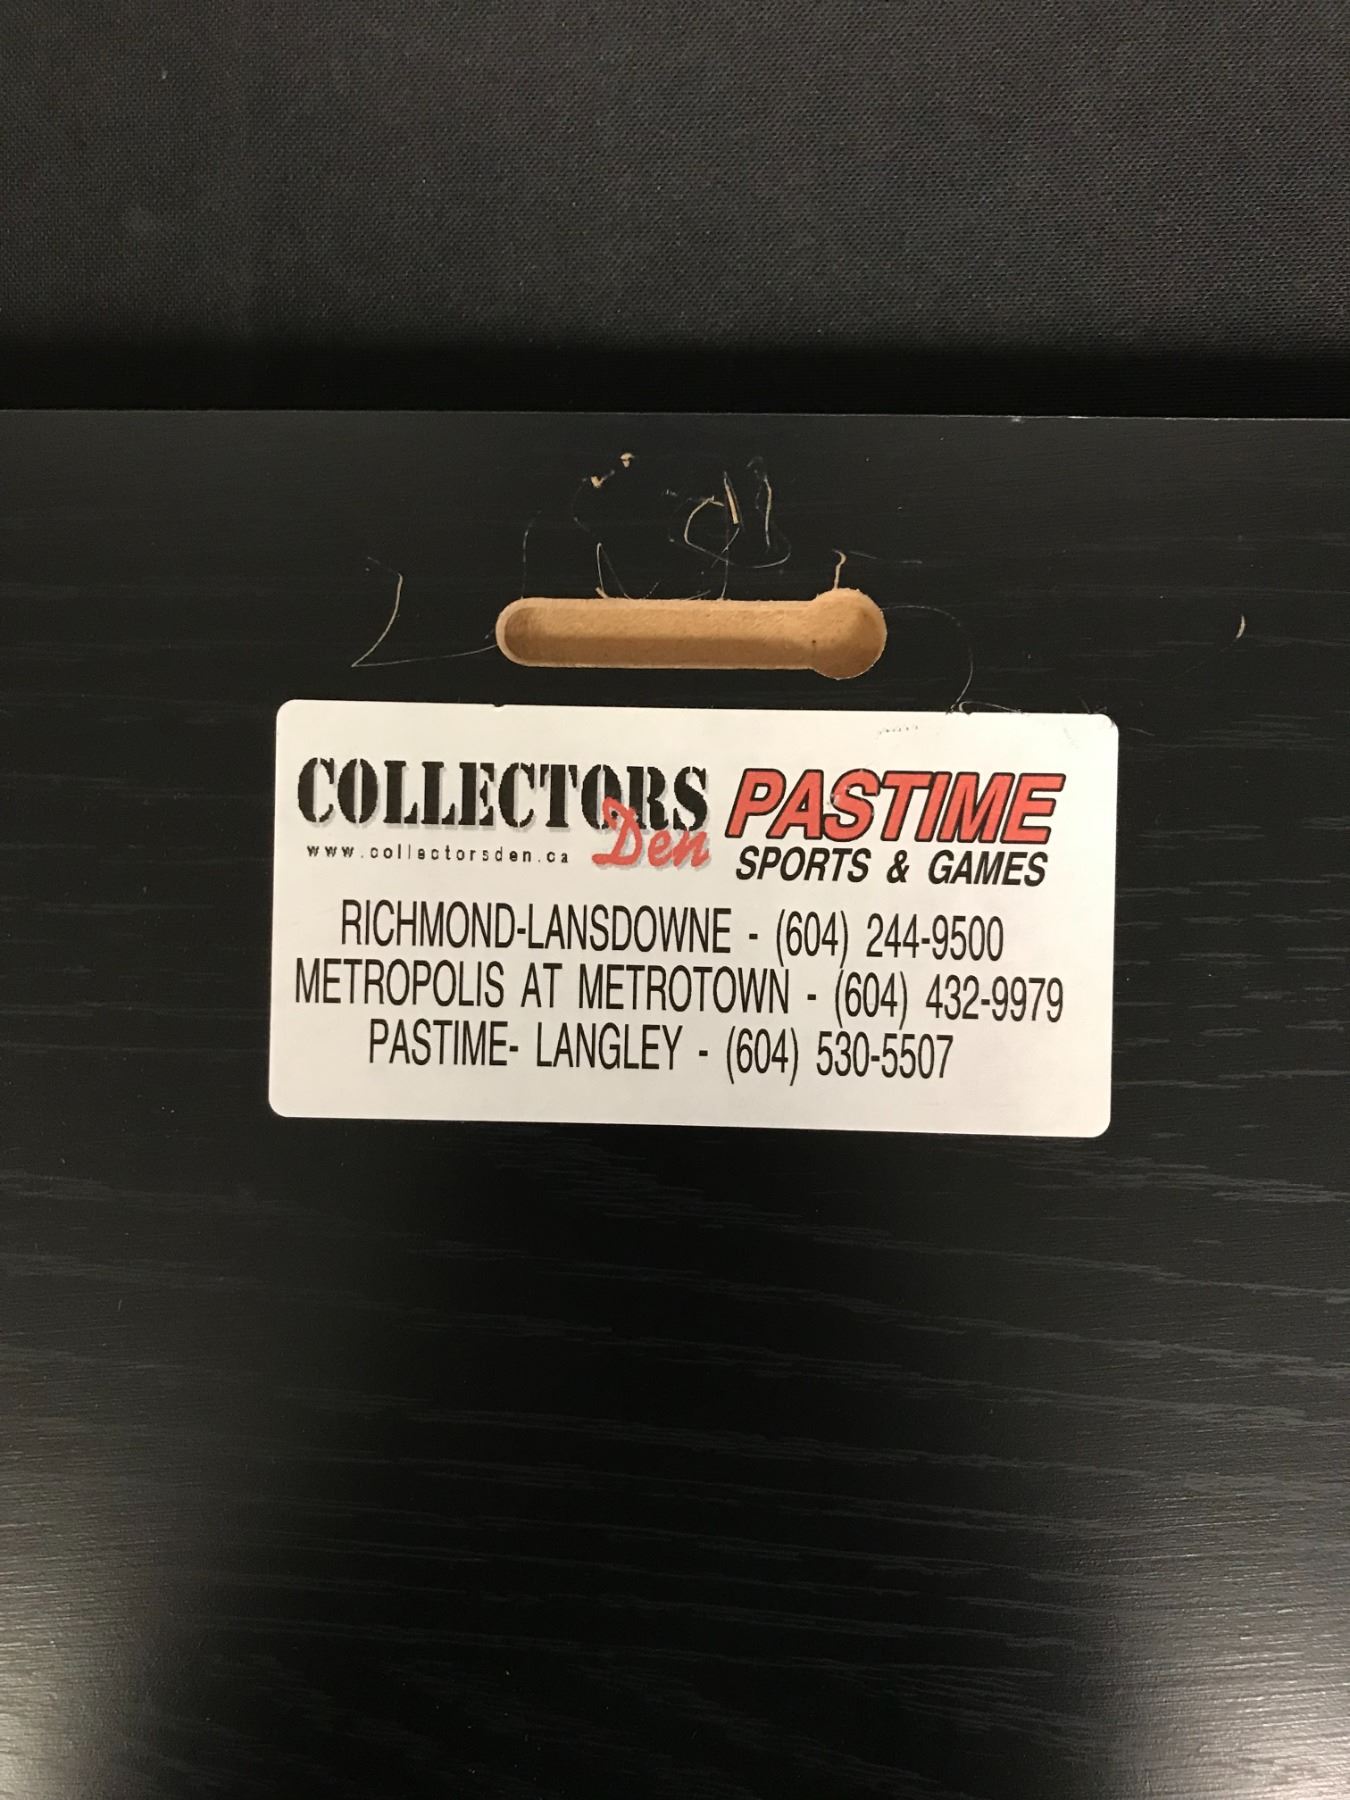 COLLECTORS Den
www.collectorsden.ca
PASTIME
SPORTS & GAMES
RICHMOND-LANSDOWNE - (604) 244-9500
METROPOLIS AT METROTOWN - (604) 432-9979
PASTIME- LANGLEY - (604) 530-5507